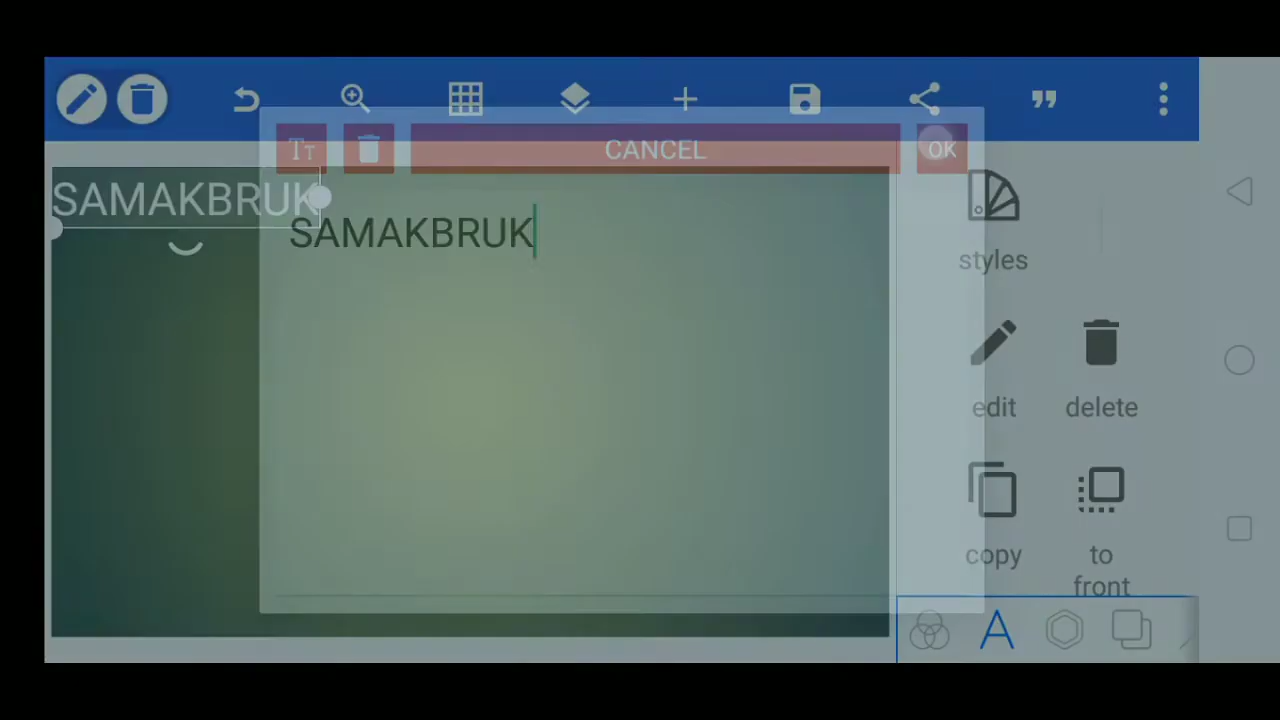 CANCEL
OK
SAMAKBRUK
SAMAKBRUK
styles
edit
delete
copy
to
front